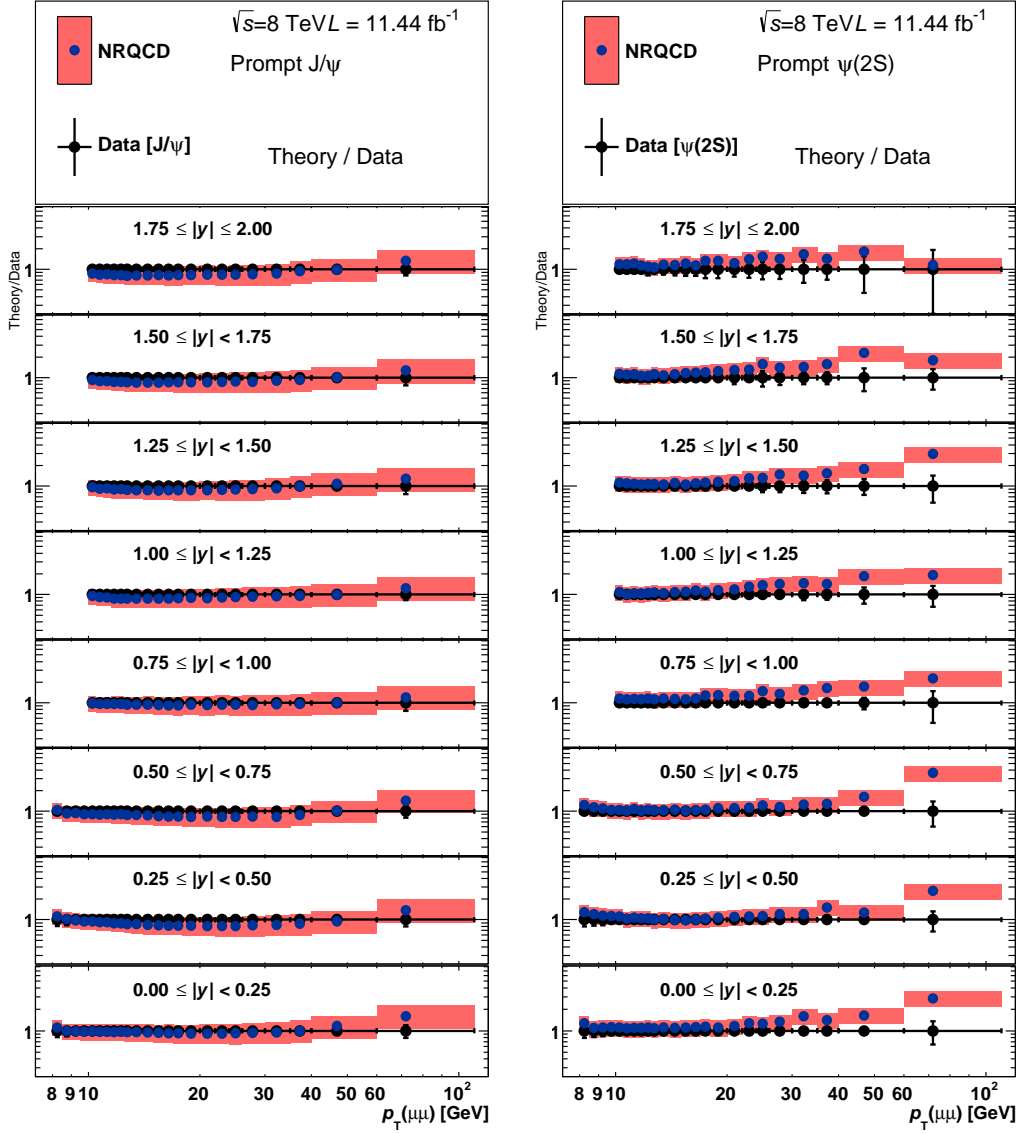 √s=8 TeV L = 11.44 fb⁻¹
NRQCD
Prompt J/ψ
Data [J/ψ]
Theory / Data
Theory/Data
1.75 ≤ |y| ≤ 2.00
1
1.50 ≤ |y| < 1.75
1
1.25 ≤ |y| < 1.50
1
1.00 ≤ |y| < 1.25
1
0.75 ≤ |y| < 1.00
1
0.50 ≤ |y| < 0.75
1
0.25 ≤ |y| < 0.50
1
0.00 ≤ |y| < 0.25
1
8 9 10 20 30 40 50 60 10²
p_T(μμ) [GeV]
√s=8 TeV L = 11.44 fb⁻¹
NRQCD
Prompt ψ(2S)
Data [ψ(2S)]
Theory / Data
Theory/Data
1.75 ≤ |y| ≤ 2.00
1
1.50 ≤ |y| < 1.75
1
1.25 ≤ |y| < 1.50
1
1.00 ≤ |y| < 1.25
1
0.75 ≤ |y| < 1.00
1
0.50 ≤ |y| < 0.75
1
0.25 ≤ |y| < 0.50
1
0.00 ≤ |y| < 0.25
1
8 9 10 20 30 40 50 60 10²
p_T(μμ) [GeV]